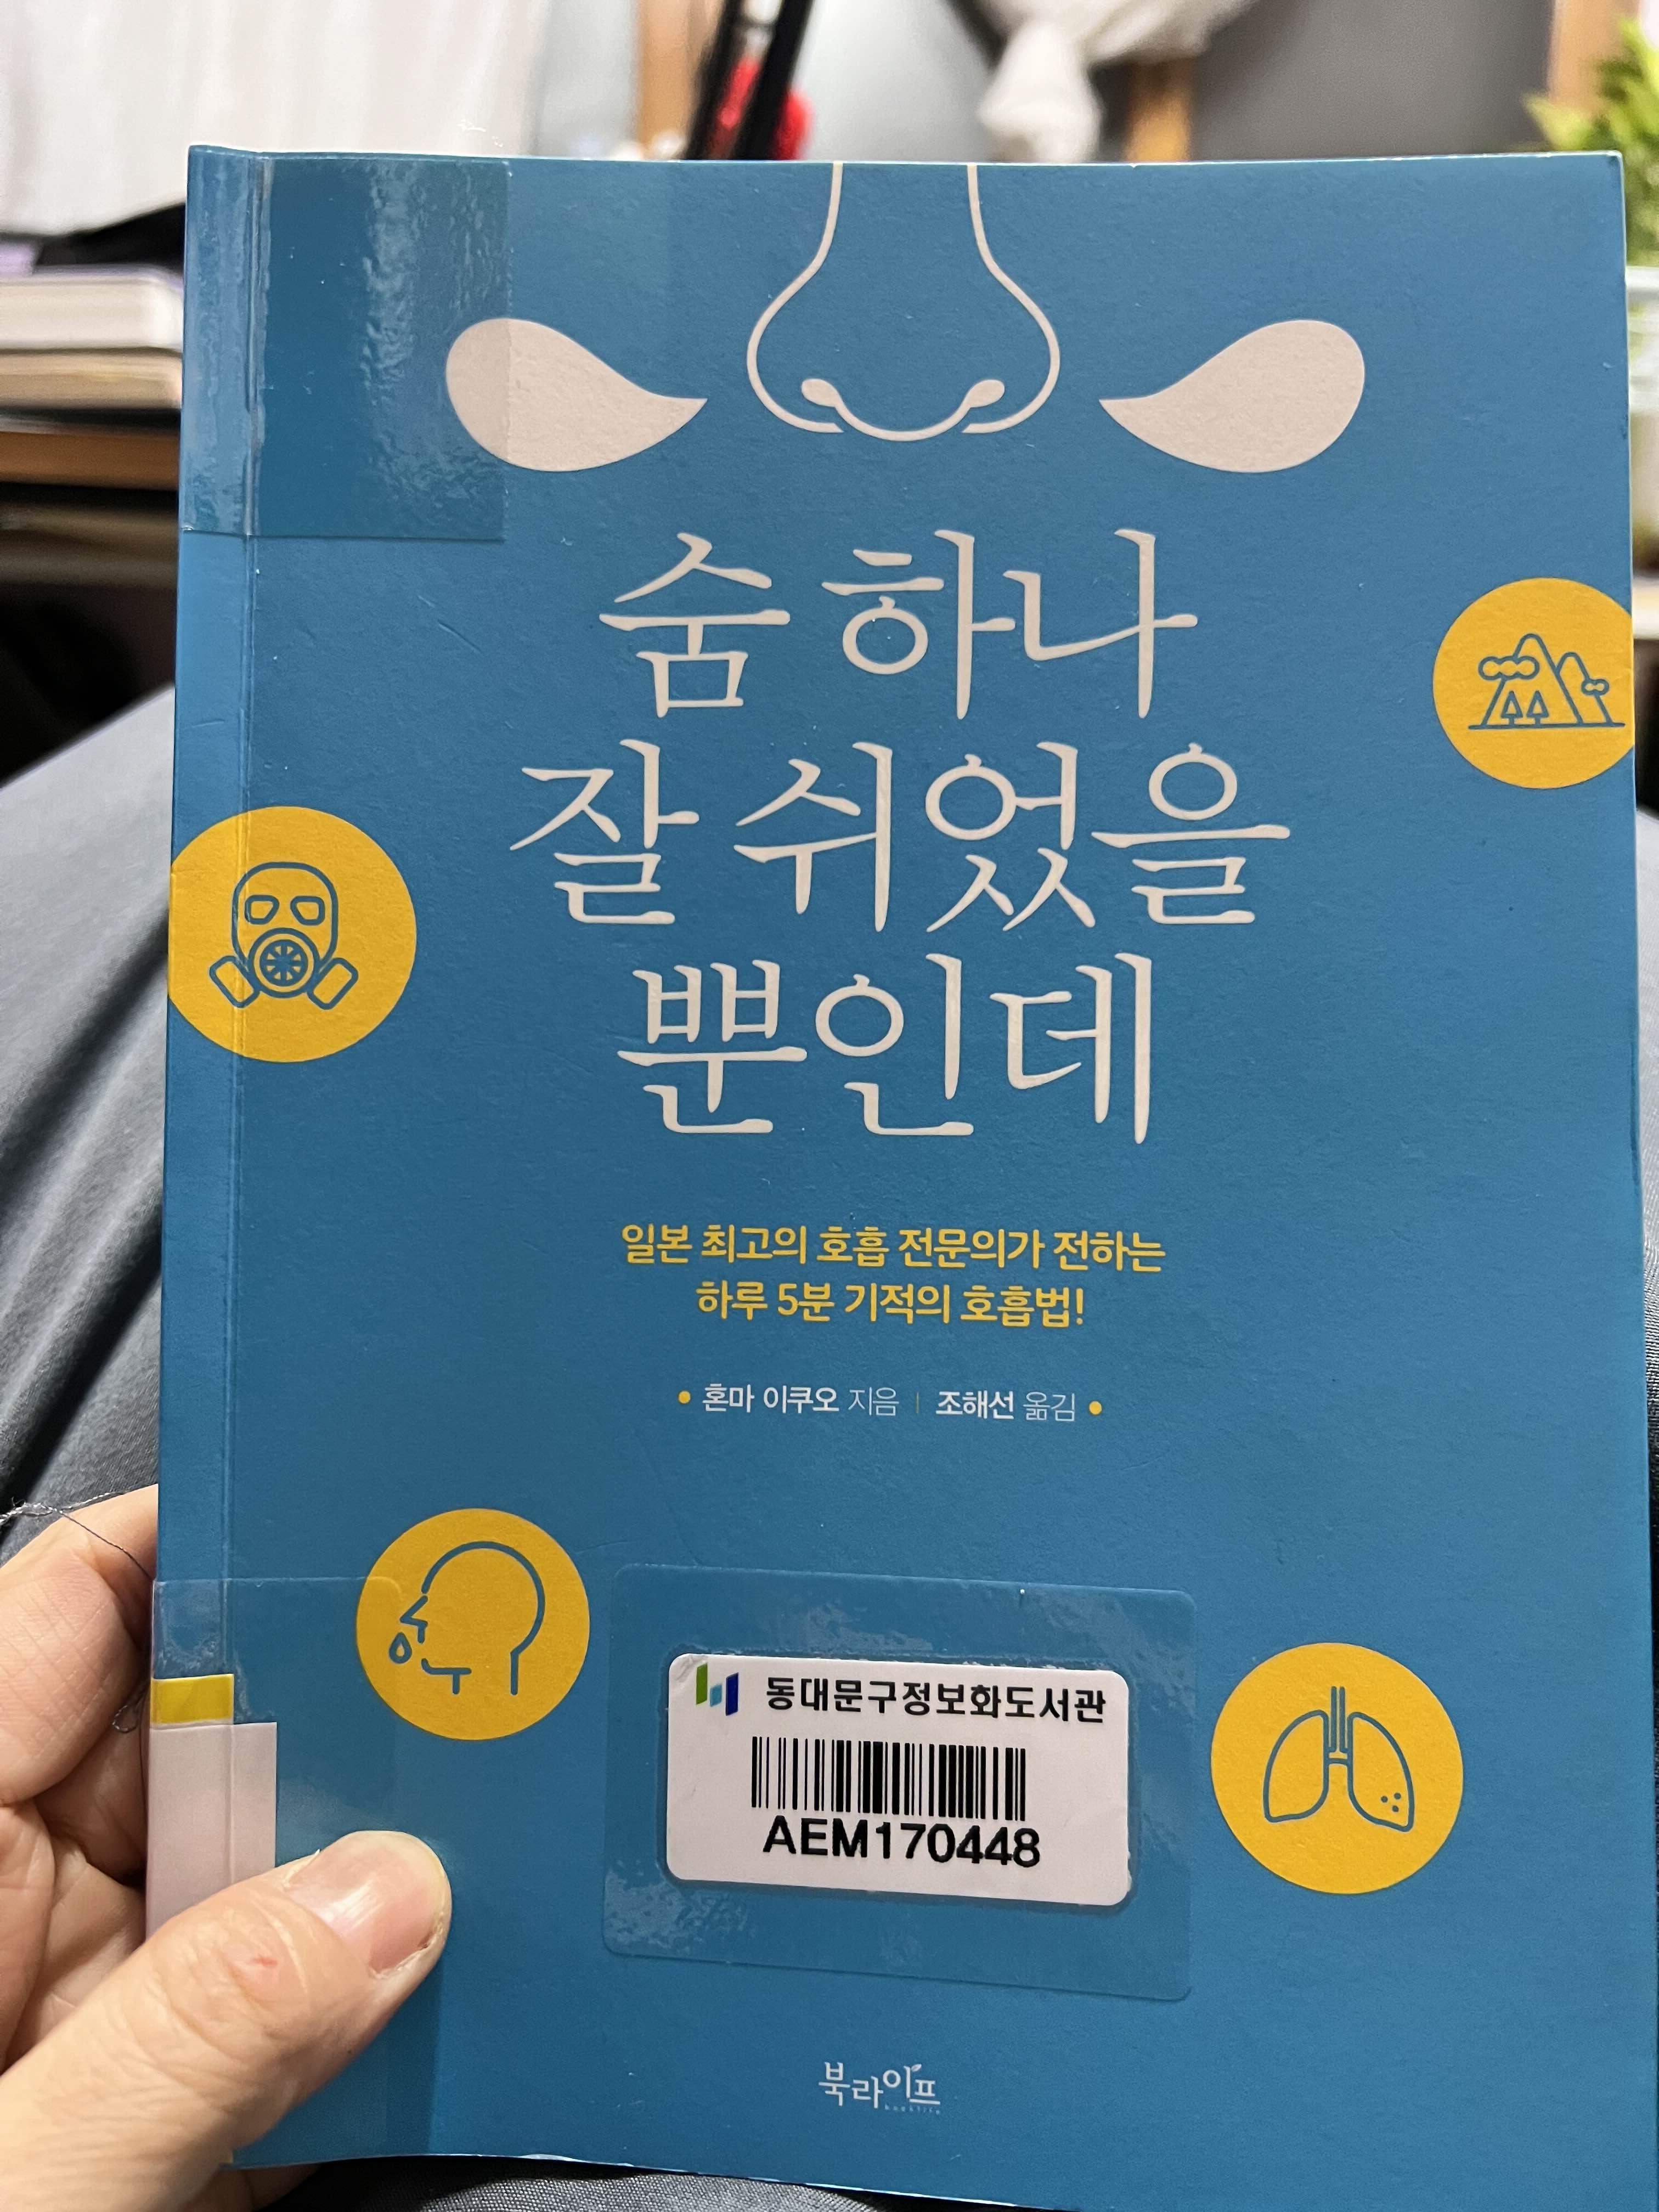 숨 하나
잘 쉬었을
뿐인데
일본 최고의 호흡 전문의가 전하는
하루 5분 기적의 호흡법!
• 혼마 이쿠오 지음 | 조해선 옮김 •
동대문구정보화도서관
AEM170448
북라이프
booklife